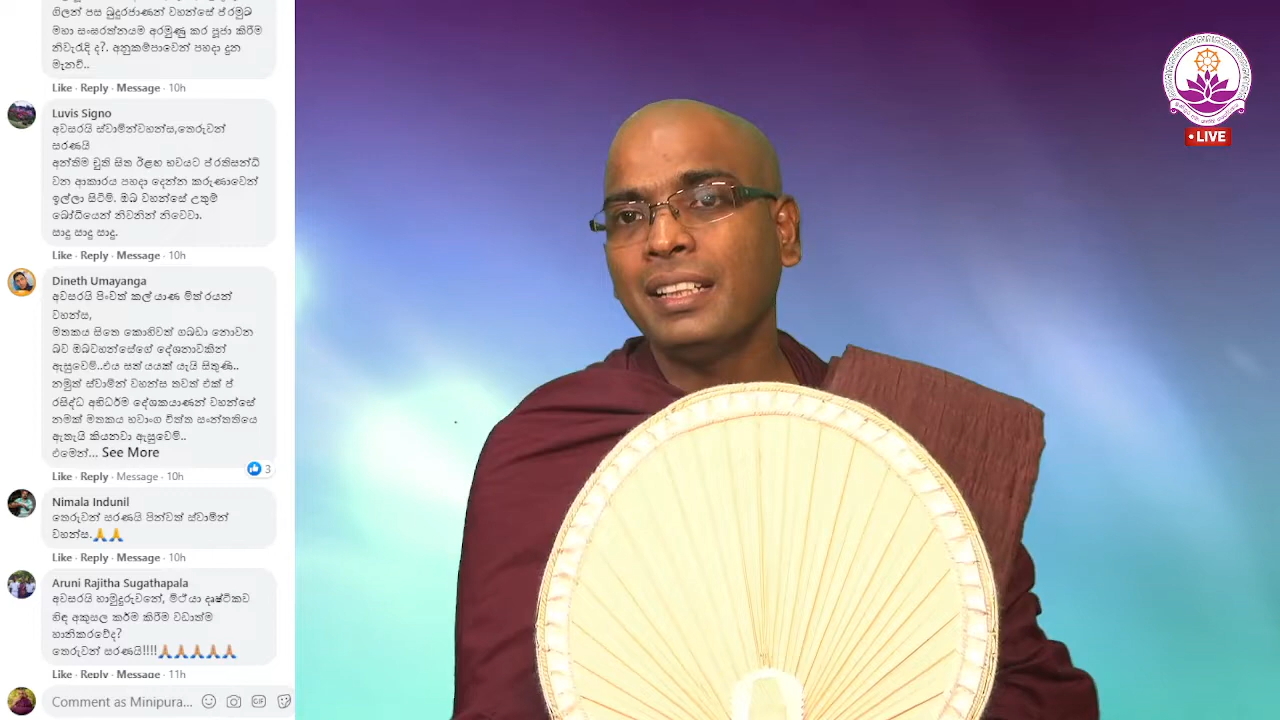 ගිලන් පස බුදුරජාණන් වහන්සේ ප්‍රමුඛ
මහා සංඝරත්නයම අරමුණු කර පූජා කිරීම
නිවැරැදි ද?. අනුකම්පාවෙන් පහදා දුන
මැනවි..
Like · Reply · Message · 10h
Luvis Signo
අවසරයි ස්වාමීන්වහන්ස,තෙරුවන්
සරණයි
අන්තිම චුති සිත ඊළඟ භවයට ප්‍රතිසන්ධි
වන ආකාරය පහදා දෙන්න කරුණාවෙන්
ඉල්ලා සිටිමි. ඔබ වහන්සේ උතුම්
බෝධියෙන් නිවනින් නිවෙවා.
සාදු සාදු සාදු.
Like · Reply · Message · 10h
Dineth Umayanga
අවසරයි පිංවත් කල්‍යාණ මිත්‍රයන්
වහන්ස,
මතකය සිතෙ කොහිවත් ගබඩා නොවන
බව ඔබවහන්සේගේ දේශනාවකින්
ඇසුවෙමි..එය සත්‍යයක් යැයි සිතුණි..
නමුත් ස්වාමීන් වහන්ස තවත් එක් ප්‍
රසිද්ධ අභිධර්ම දේශකයාණන් වහන්සේ
නමක් මතකය භවාංග චිත්ත සංන්තතියෙ
ඇතැයි කියනවා ඇසුවෙමි..
එමෙන්... See More
3
Like · Reply · Message · 10h
Nimala Indunil
තෙරුවන් සරණයි පින්වත් ස්වාමීන්
වහන්ස.🙏🙏
Like · Reply · Message · 10h
Aruni Rajitha Sugathapala
අවසරයි හාමුදුරුවනේ, මිථ්‍යා දෘෂ්ටිකව
හිඳ අකුසල කර්ම කිරීම වඩාත්ම
හානිකරවේද?
තෙරුවන් සරණයි!!!!🙏🙏🙏🙏🙏
Like · Reply · Message · 11h
Comment as Minipura...
GIF
LIVE